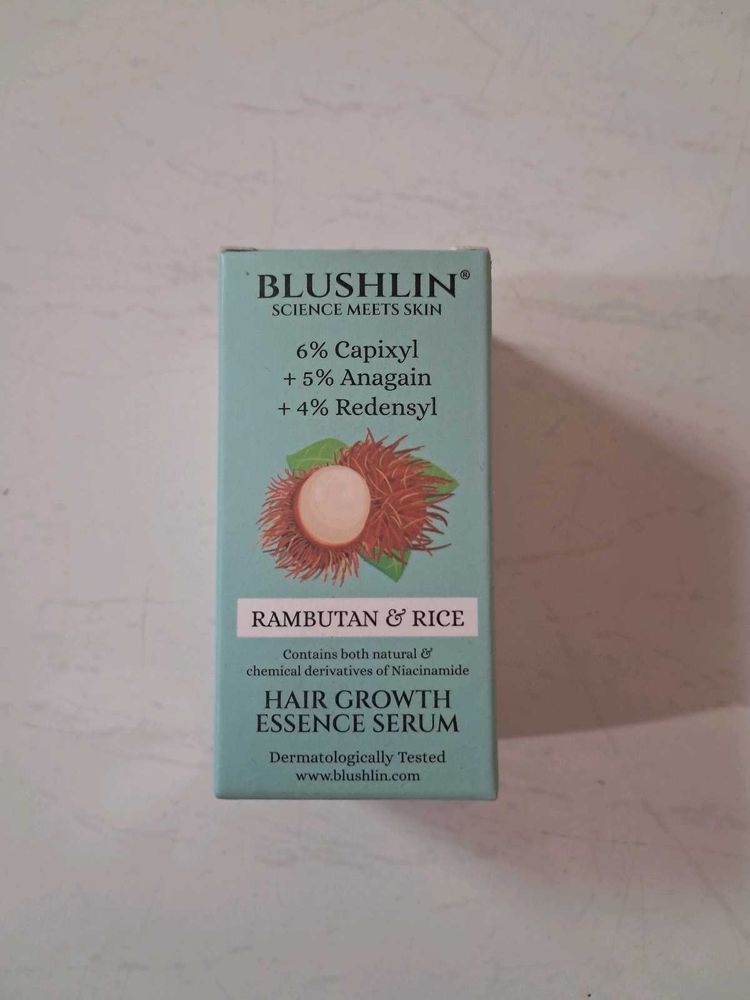 BLUSHLIN®
SCIENCE MEETS SKIN
6% Capixyl
+ 5% Anagain
+ 4% Redensyl
RAMBUTAN & RICE
Contains both natural &
chemical derivatives of Niacinamide
HAIR GROWTH
ESSENCE SERUM
Dermatologically Tested
www.blushlin.com